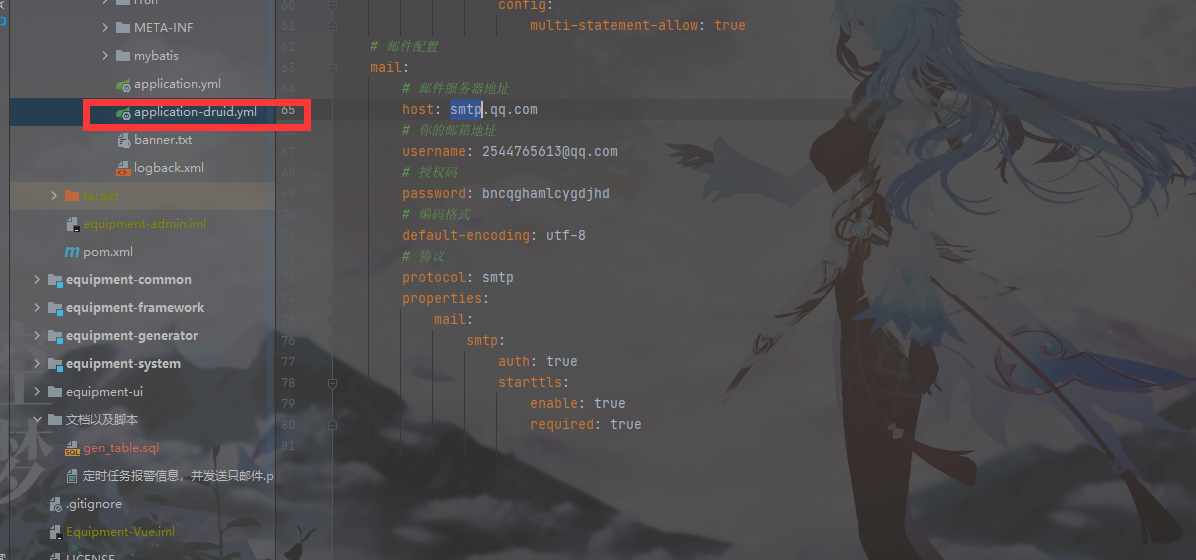 META-INF
mybatis
application.yml
application-druid.yml
banner.txt
logback.xml
target
equipment-admin.iml
pom.xml
equipment-common
equipment-framework
equipment-generator
equipment-system
equipment-ui
文档以及脚本
gen_table.sql
定时任务报警信息，并发送只邮件.p
.gitignore
Equipment-Vue.iml
LICENSE
60 config:
61 multi-statement-allow: true
62 # 邮件配置
63 mail:
64 # 邮件服务器地址
65 host: smtp.qq.com
# 你的邮箱地址
67 username: 2544765613@qq.com
68 # 授权码
69 password: bncqghamlcygdjhd
70 # 编码格式
71 default-encoding: utf-8
72 # 协议
73 protocol: smtp
74 properties:
75 mail:
76 smtp:
77 auth: true
78 starttls:
79 enable: true
80 required: true
81
梦